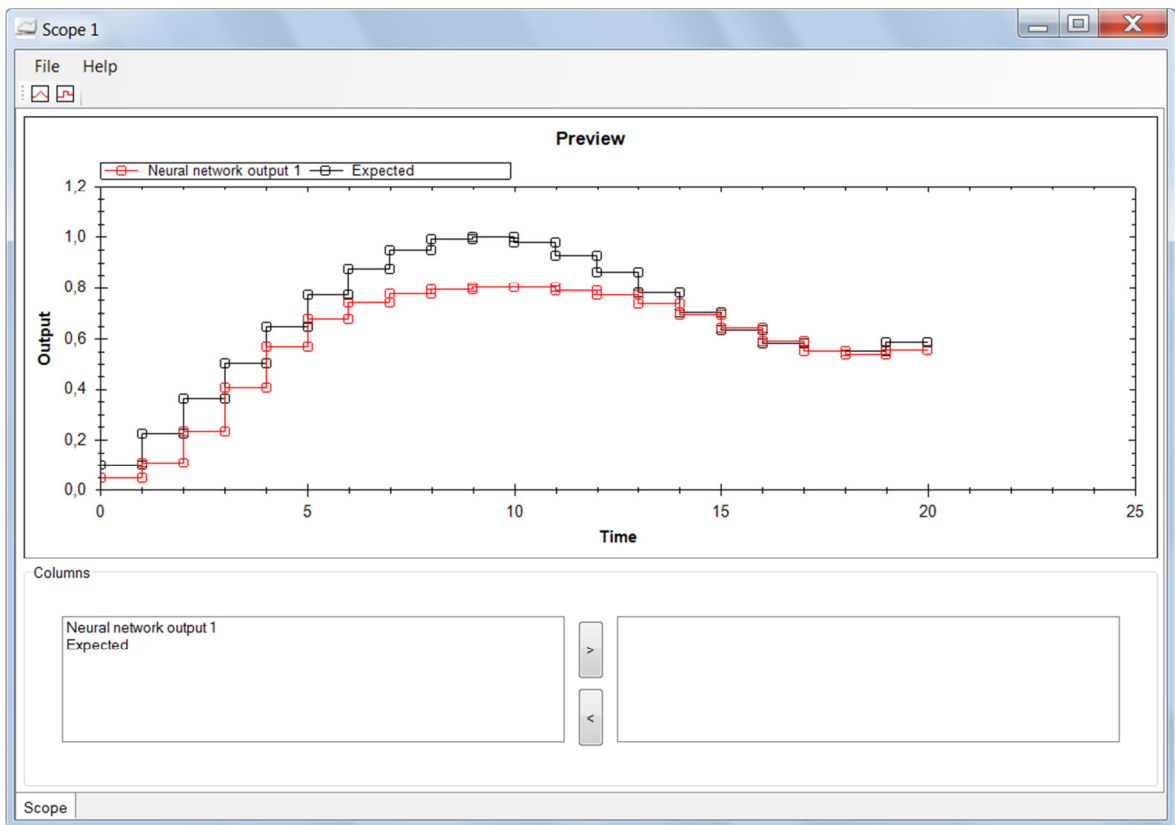 Scope 1
File Help
Preview
Neural network output 1 Expected
1,2
1,0
0,8
0,6
0,4
0,2
0,0
Output
0 5 10 15 20 25
Time
Columns
Neural network output 1
Expected
>
<
Scope